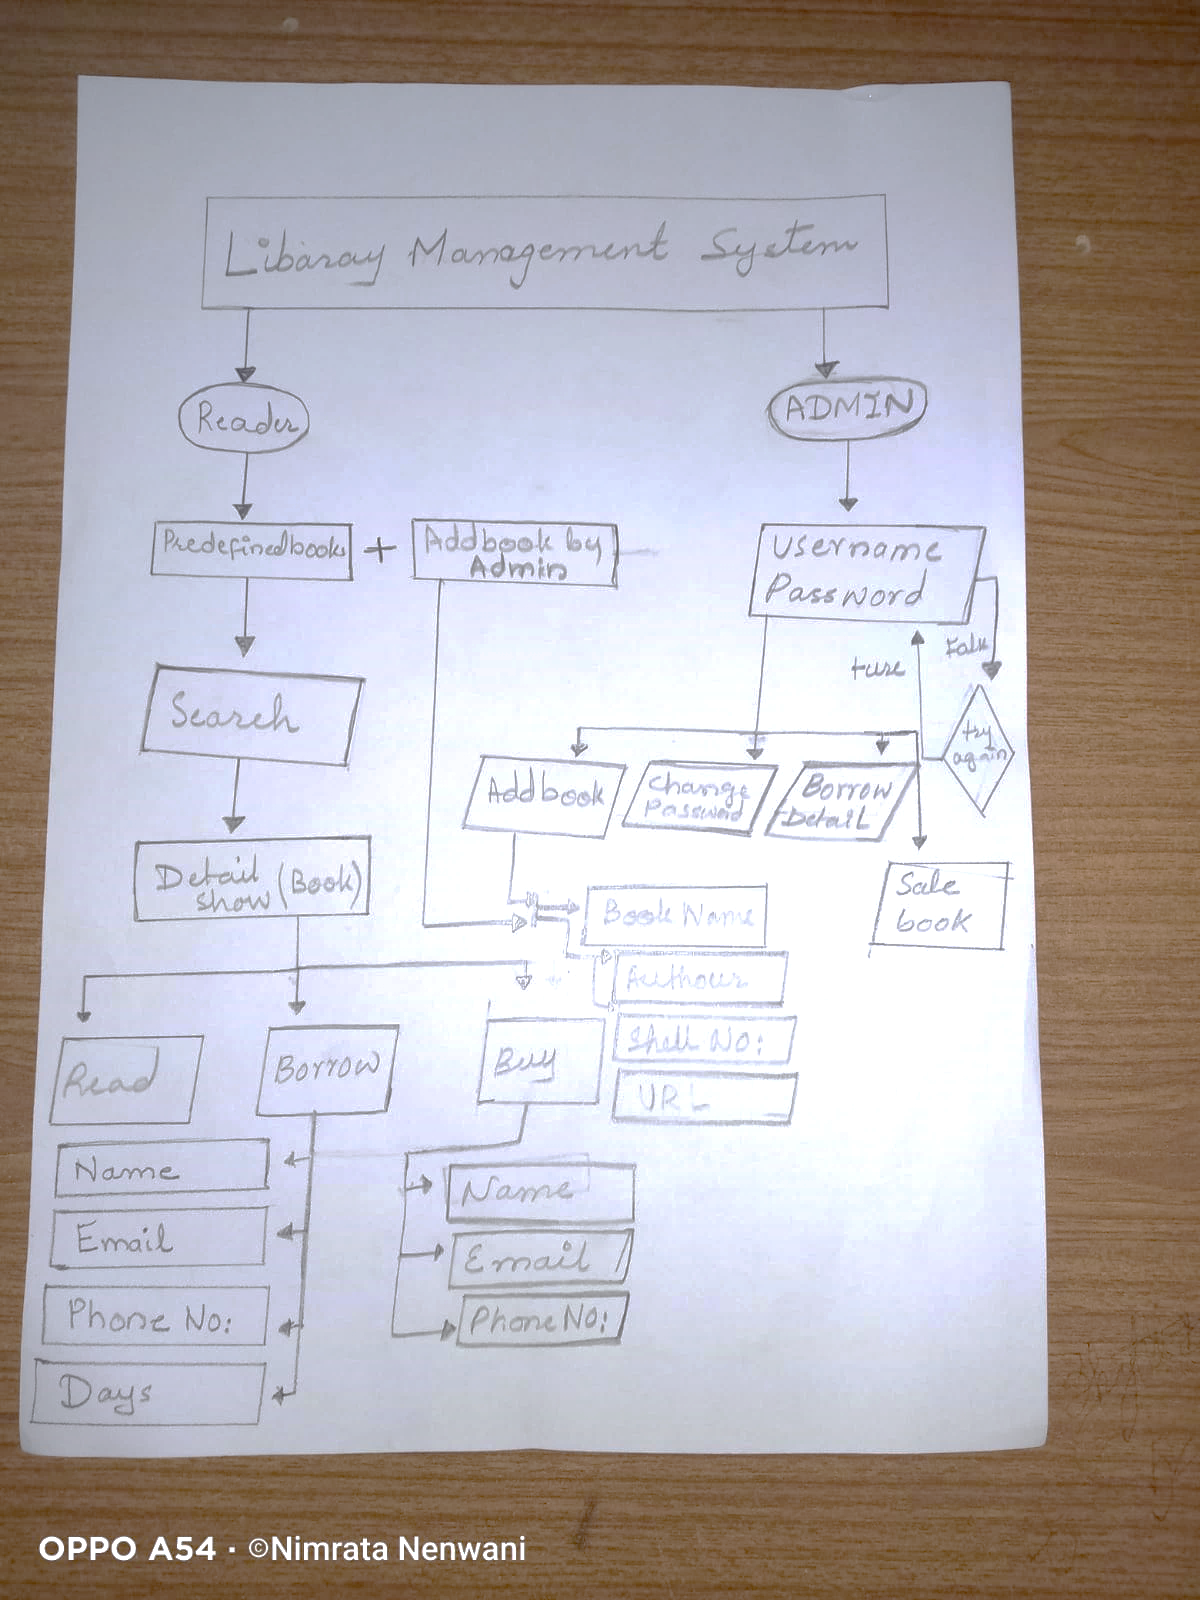 Libaray Management System
Reader
ADMIN
Predefinedbooks + Addbook by
Admin
Username
Password
False
ture
try
again
Search
Addbook
Change
Password
Borrow
Detail
Detail (Book)
show
Sale
book
Book Name
Authour
Shelf No:
URL
Read
Borrow
Buy
Name
Email
Phone No:
Days
Name
Email
Phone No:
OPPO A54 · ©Nimrata Nenwani